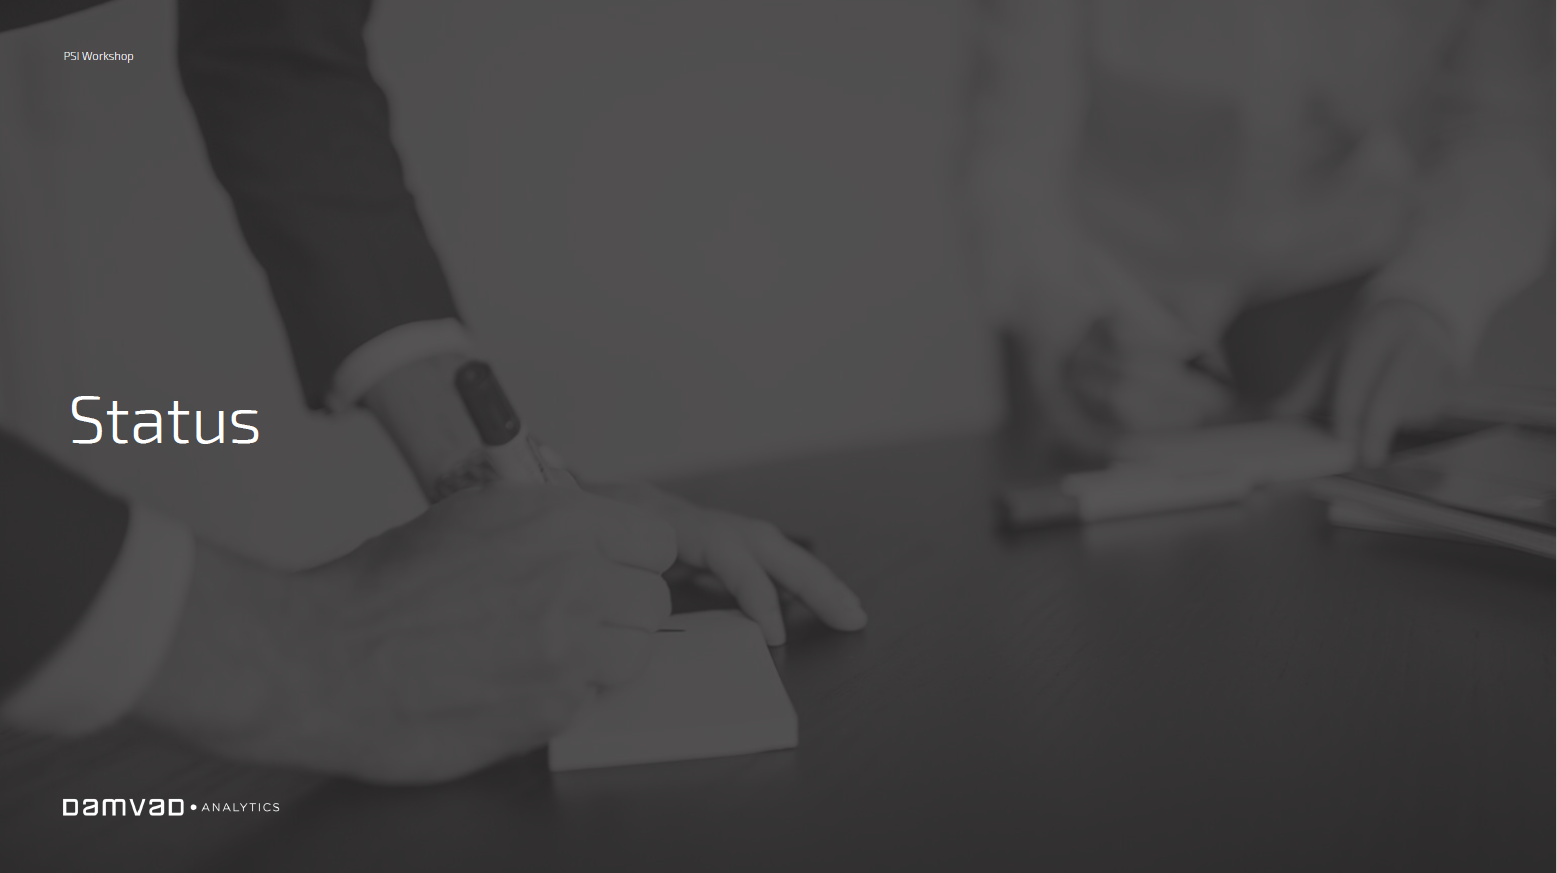 PSI Workshop
Status
DAMVAD • ANALYTICS